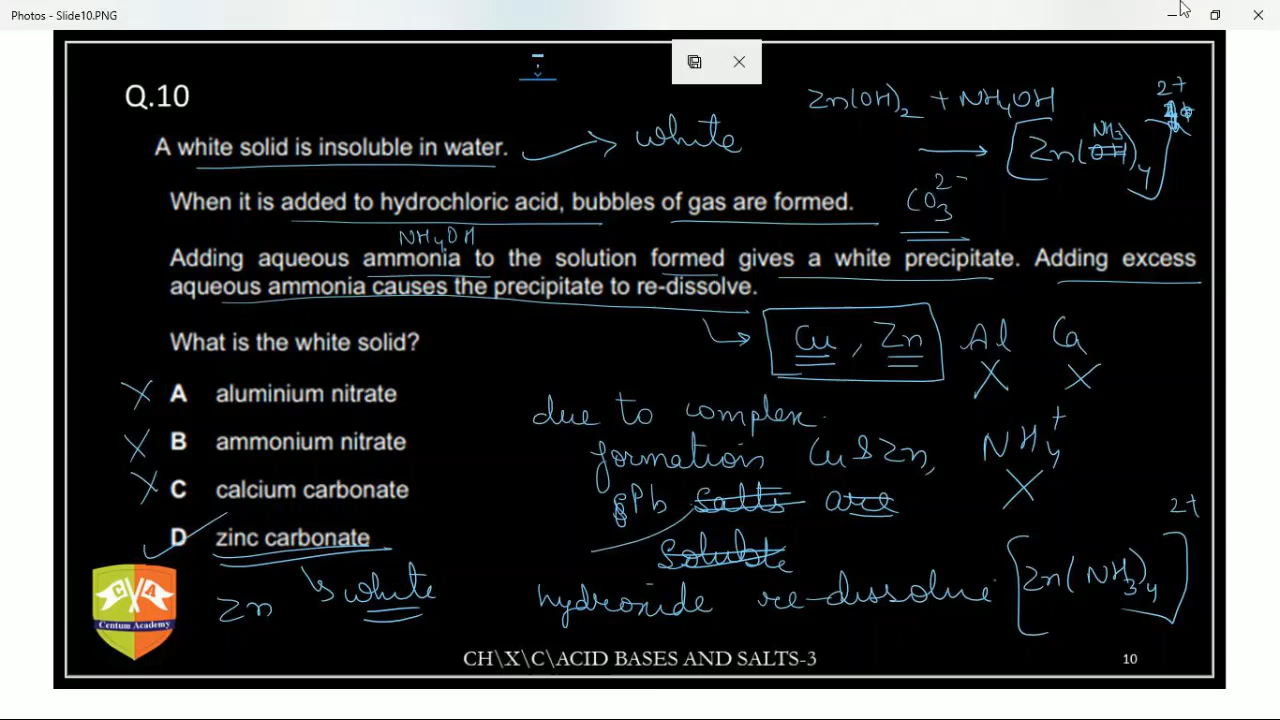 Photos - Slide10.PNG
Q.10
Zn(OH)₂ + NH₄OH
→ [Zn(NH₃)₄]²⁺
A white solid is insoluble in water. → white
When it is added to hydrochloric acid, bubbles of gas are formed. CO₃²⁻
NH₄OH
Adding aqueous ammonia to the solution formed gives a white precipitate. Adding excess
aqueous ammonia causes the precipitate to re-dissolve.
What is the white solid?
Cu, Zn Al Ca
X X
X A aluminium nitrate
X B ammonium nitrate
X C calcium carbonate
D zinc carbonate
Zn white
due to complex
formation Cu & Zn,
NH₄⁺
X
Pb Salts are
Soluble
hydroxide re-dissolve
[Zn(NH₃)₄]²⁺
Centum Academy
CH\X\C\ACID BASES AND SALTS-3
10